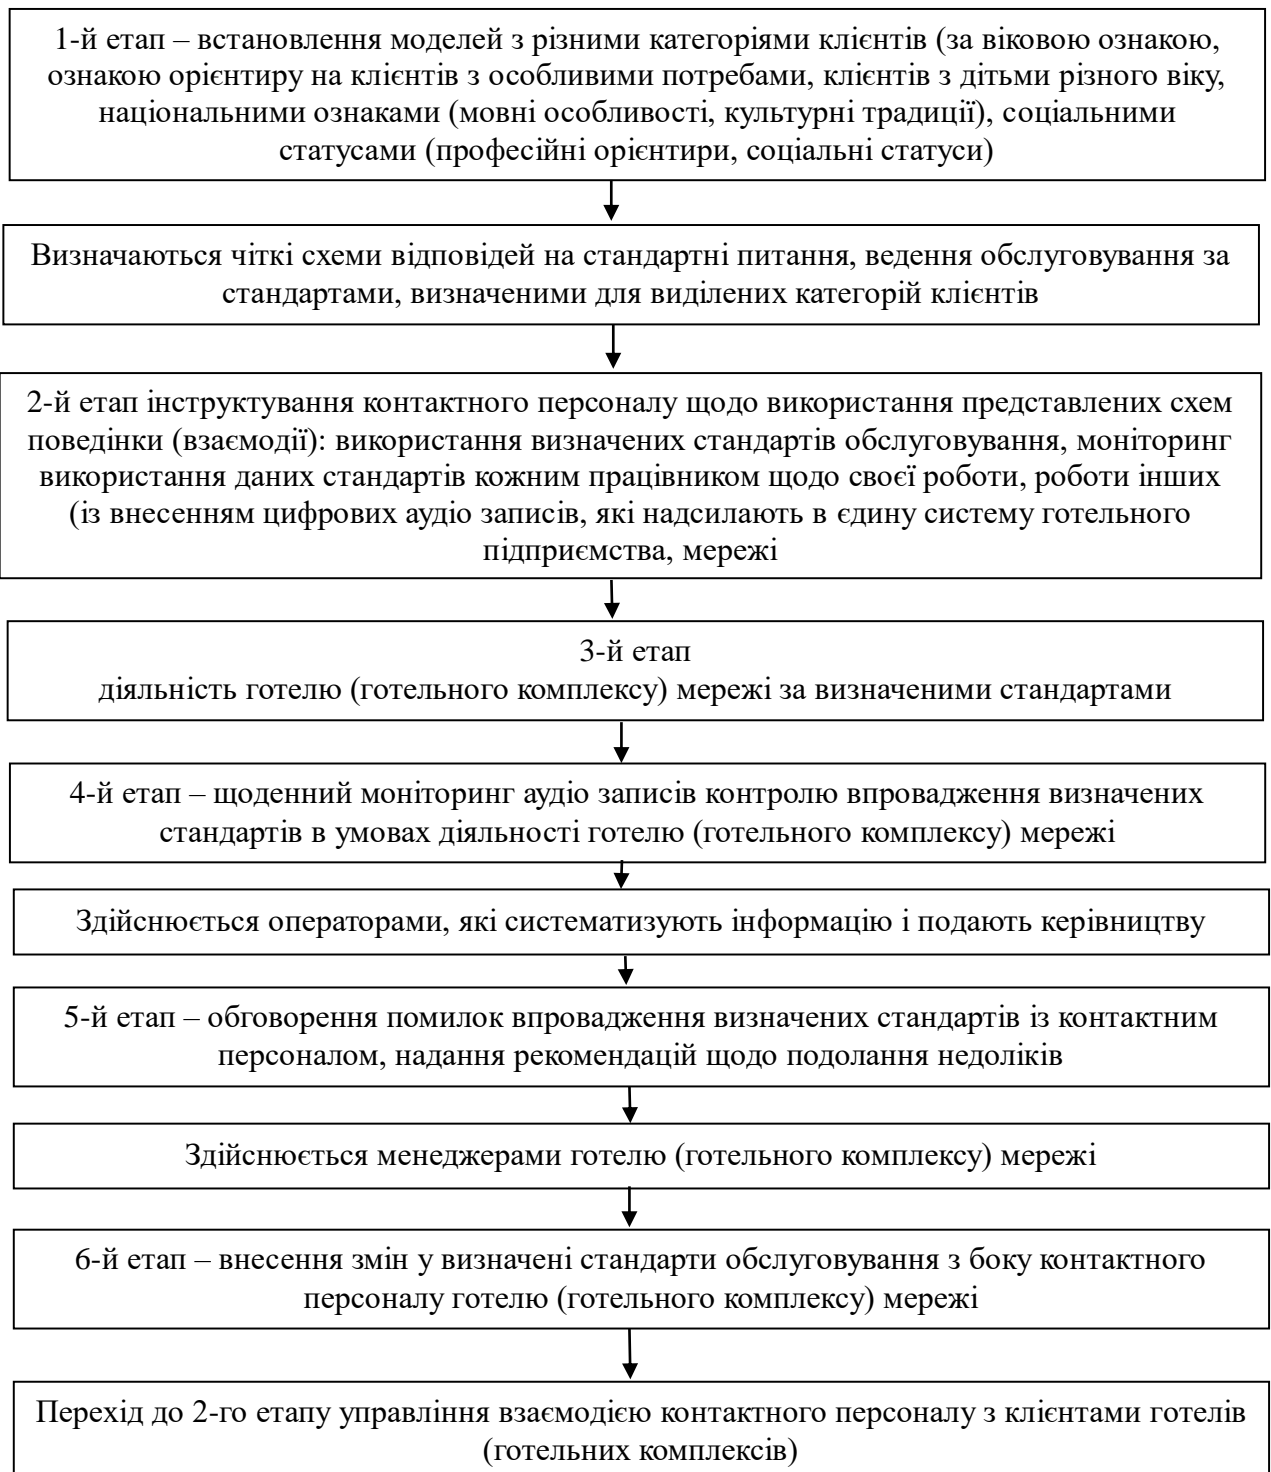 1-й етап – встановлення моделей з різними категоріями клієнтів (за віковою ознакою,
ознакою орієнтиру на клієнтів з особливими потребами, клієнтів з дітьми різного віку,
національними ознаками (мовні особливості, культурні традиції), соціальними
статусами (професійні орієнтири, соціальні статуси)
Визначаються чіткі схеми відповідей на стандартні питання, ведення обслуговування за
стандартами, визначеними для виділених категорій клієнтів
2-й етап інструктування контактного персоналу щодо використання представлених схем
поведінки (взаємодії): використання визначених стандартів обслуговування, моніторинг
використання даних стандартів кожним працівником щодо своєї роботи, роботи інших
(із внесенням цифрових аудіо записів, які надсилають в єдину систему готельного
підприємства, мережі
3-й етап
діяльність готелю (готельного комплексу) мережі за визначеними стандартами
4-й етап – щоденний моніторинг аудіо записів контролю впровадження визначених
стандартів в умовах діяльності готелю (готельного комплексу) мережі
Здійснюється операторами, які систематизують інформацію і подають керівництву
5-й етап – обговорення помилок впровадження визначених стандартів із контактним
персоналом, надання рекомендацій щодо подолання недоліків
Здійснюється менеджерами готелю (готельного комплексу) мережі
6-й етап – внесення змін у визначені стандарти обслуговування з боку контактного
персоналу готелю (готельного комплексу) мережі
Перехід до 2-го етапу управління взаємодією контактного персоналу з клієнтами готелів
(готельних комплексів)